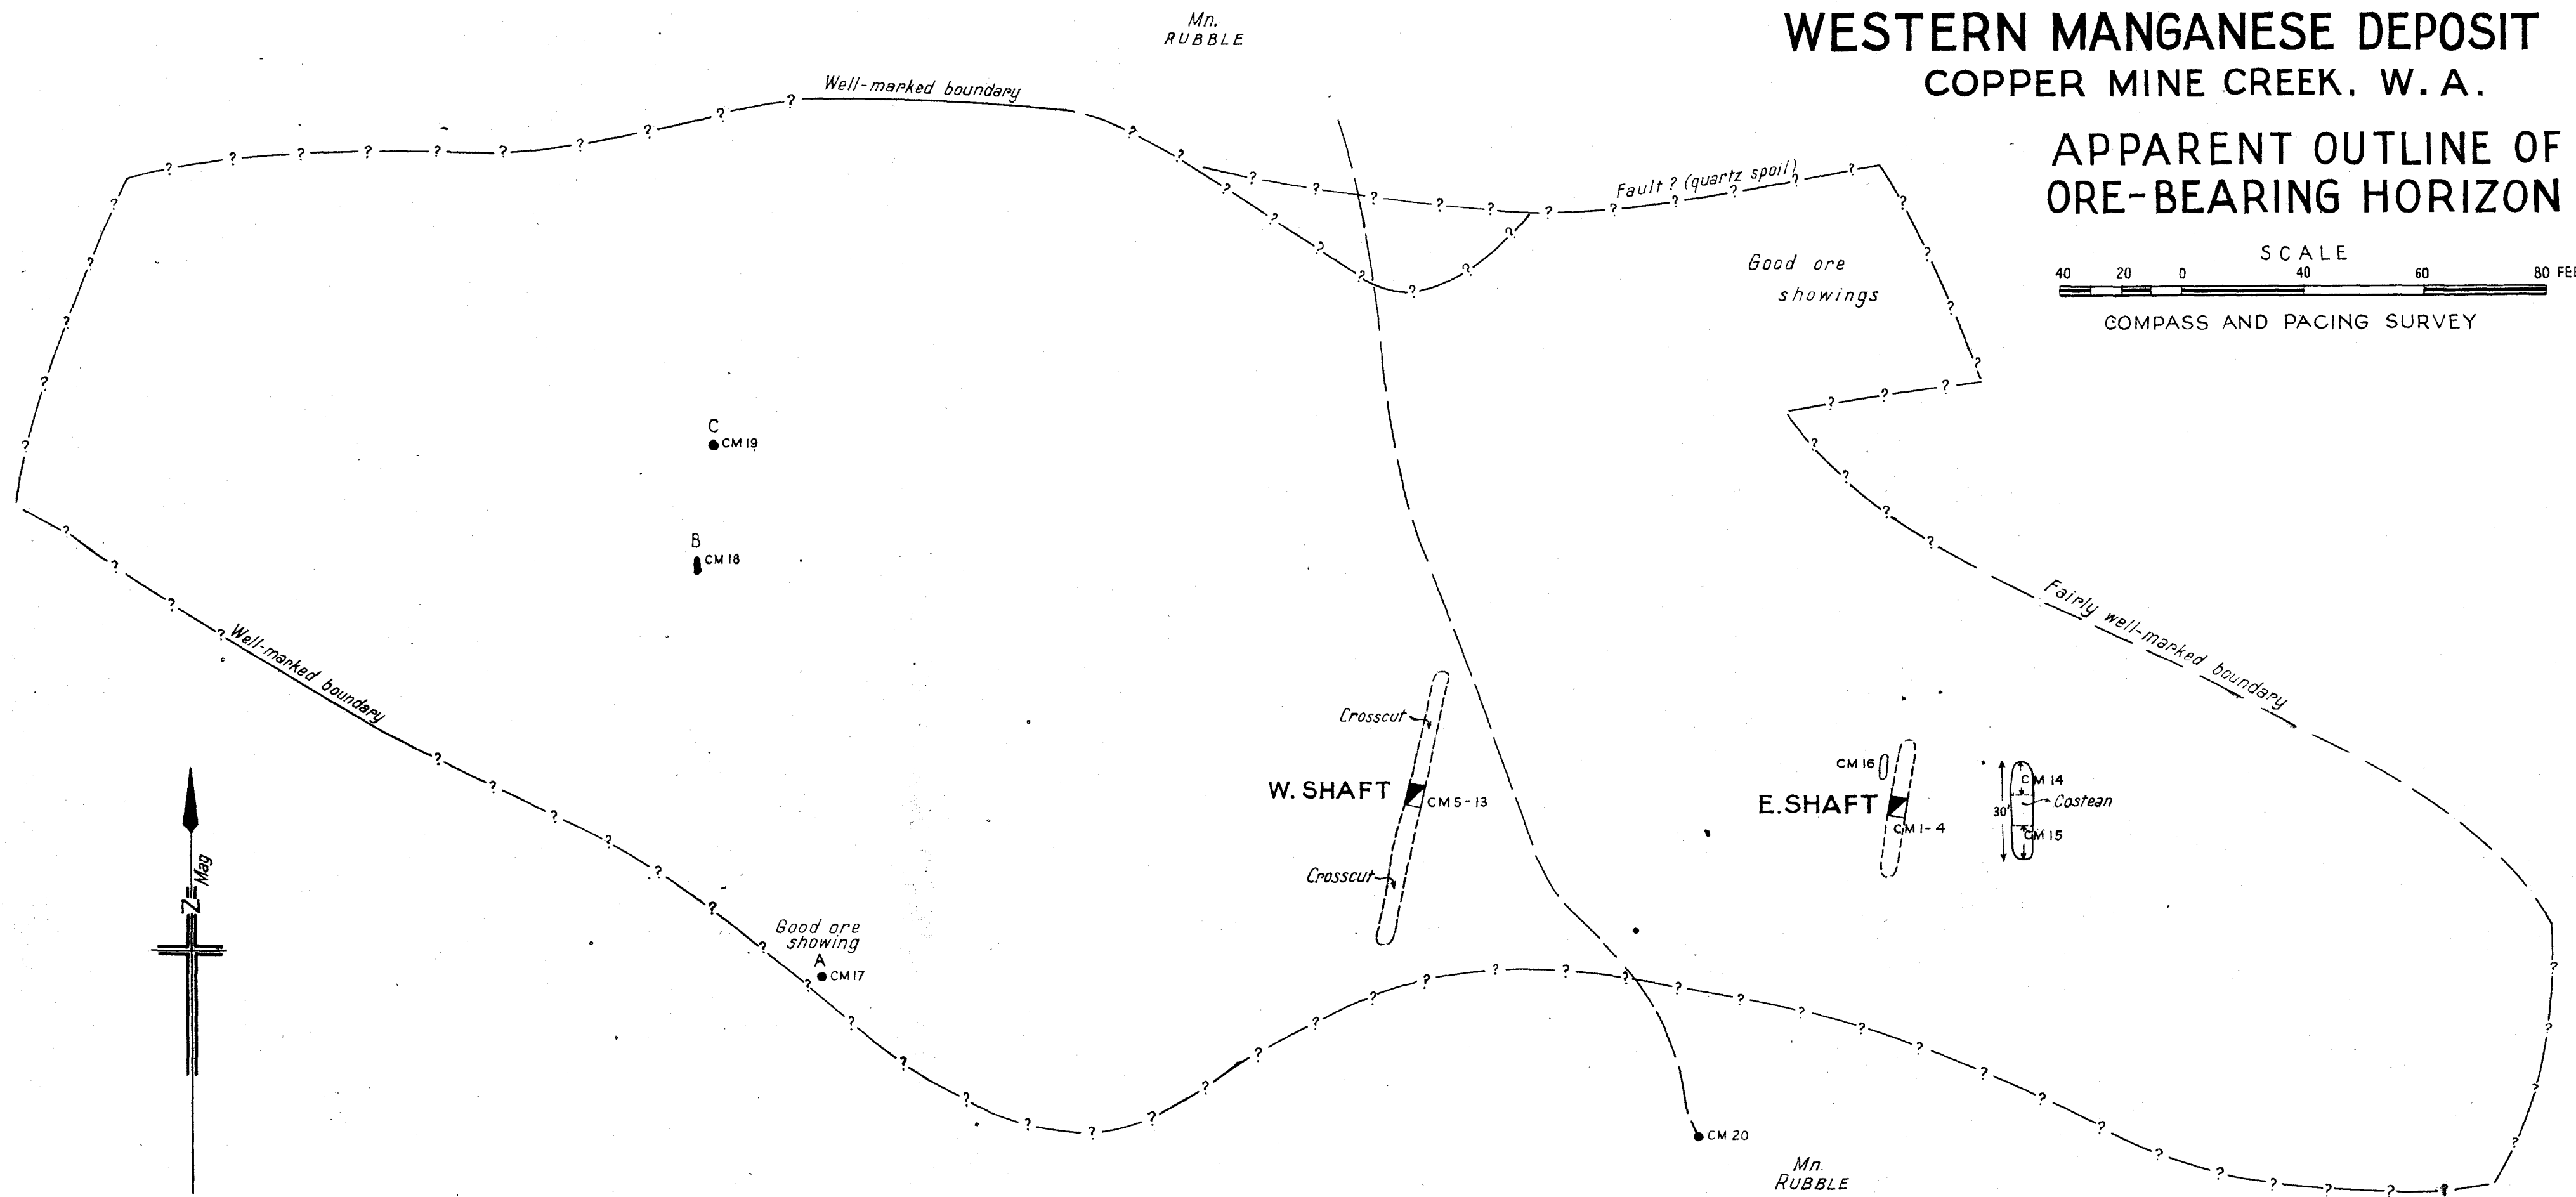 WESTERN MANGANESE DEPOSIT
COPPER MINE CREEK, W. A.
APPARENT OUTLINE OF
ORE-BEARING HORIZON
SCALE
40 20 0 40 60 80 FEE
COMPASS AND PACING SURVEY
Mn.
RUBBLE
Well-marked boundary
Fault ? (quartz spoil)
Good ore
showings
C
CM 19
B
CM 18
Well-marked boundary
Fairly well-marked boundary
Crosscut
W. SHAFT
CM 5-13
Crosscut
CM 16
E. SHAFT
CM 1-4
30'
CM 14
Costean
CM 15
Mag
N
Good ore
showing
A
CM 17
CM 20
Mn.
RUBBLE